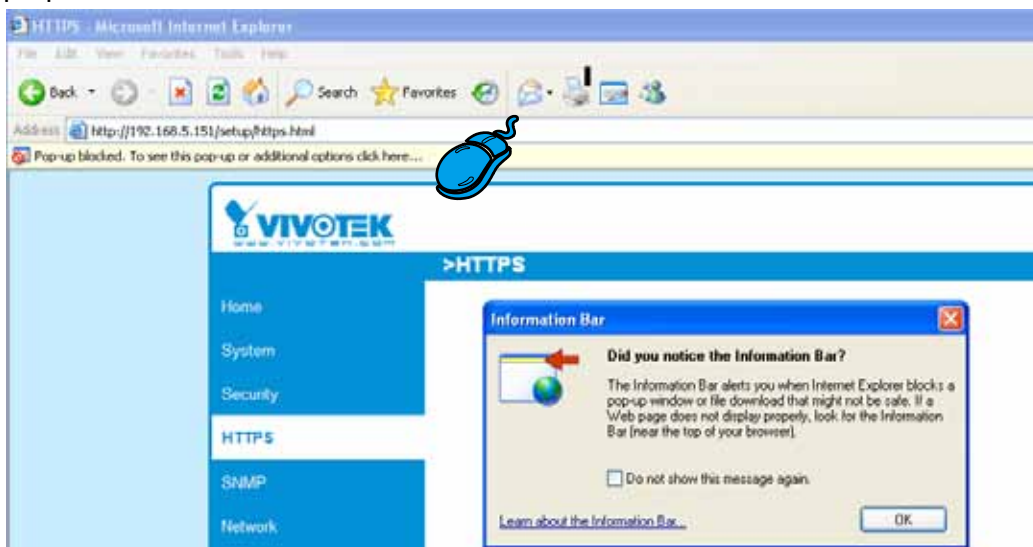 HTTPS - Microsoft Internet Explorer
File Edit View Favorites Tools Help
Back Search Favorites
Address http://192.168.5.151/setup/https.html
Pop-up blocked. To see this pop-up or additional options click here...
VIVOTEK
www.vivotek.com
>HTTPS
Home
System
Security
HTTPS
SNMP
Network
Information Bar
Did you notice the Information Bar?
The Information Bar alerts you when Internet Explorer blocks a
pop-up window or file download that might not be safe. If a
Web page does not display properly, look for the Information
Bar (near the top of your browser).
Do not show this message again.
Learn about the Information Bar...
OK